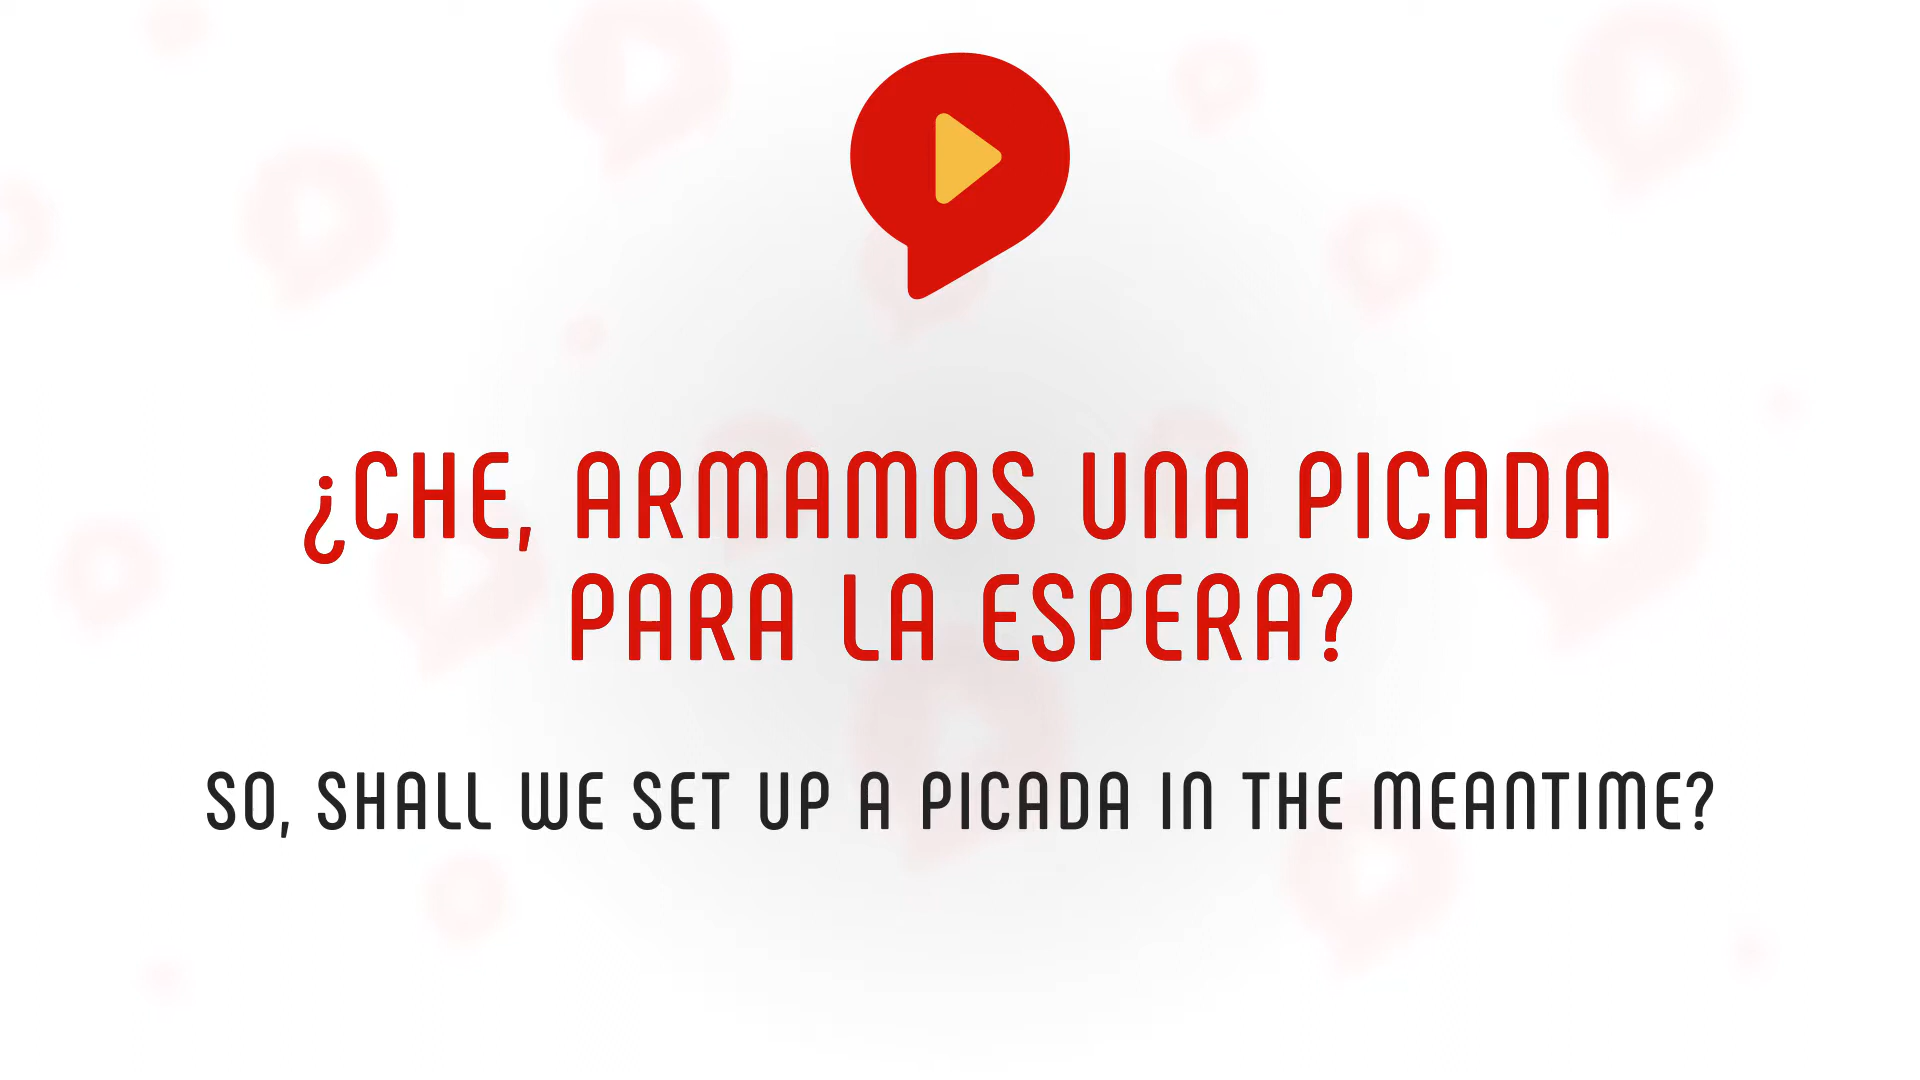 ¿CHE, ARMAMOS UNA PICADA
PARA LA ESPERA?
SO, SHALL WE SET UP A PICADA IN THE MEANTIME?